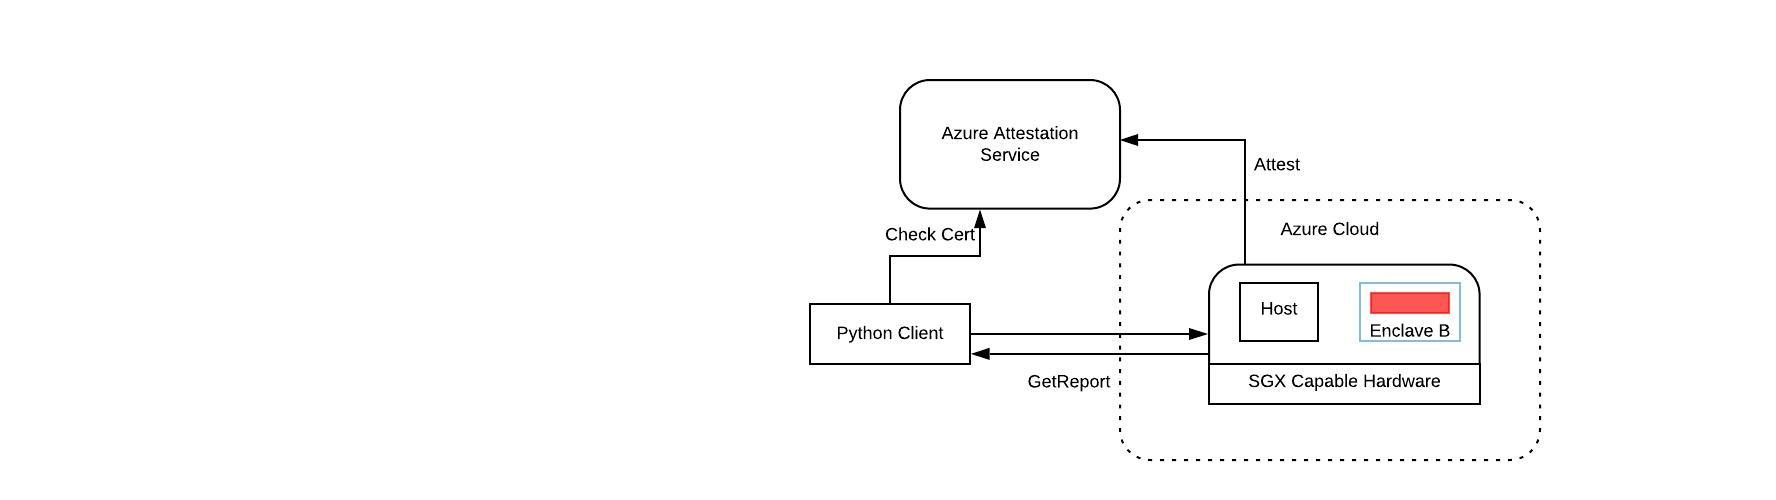 Azure Attestation
Service
Attest
Check Cert
Azure Cloud
Host
Enclave B
Python Client
GetReport
SGX Capable Hardware